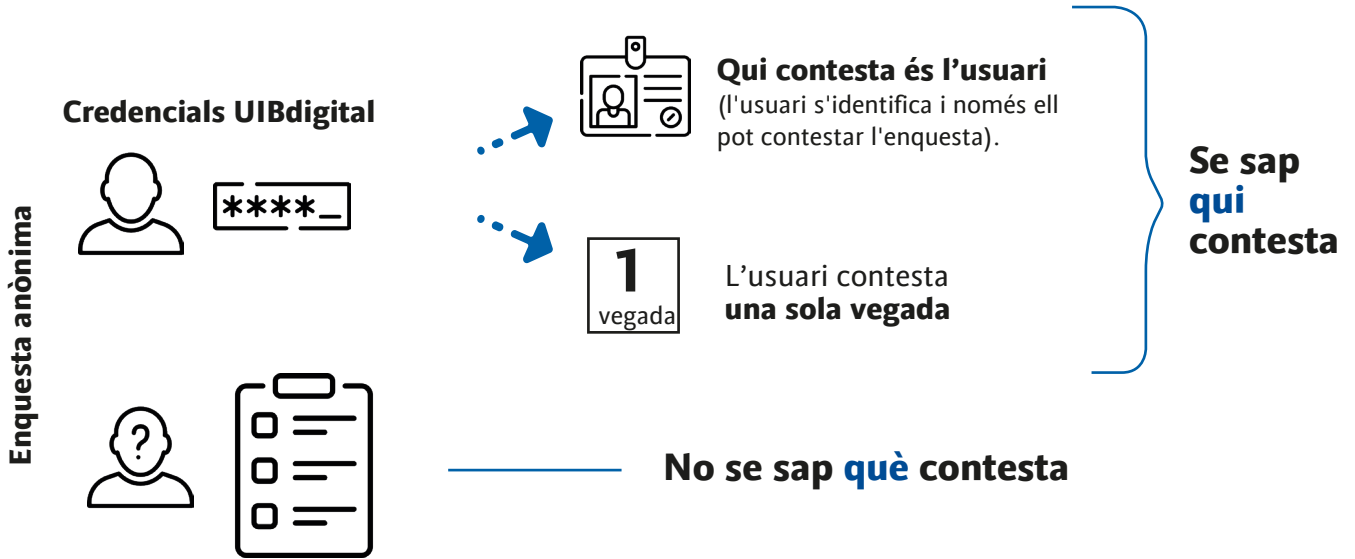 Enquesta anònima
Credencials UIBdigital
****_
Qui contesta és l’usuari
(l'usuari s'identifica i només ell
pot contestar l'enquesta).
1
vegada
L’usuari contesta
una sola vegada
Se sap
qui
contesta
?
No se sap què contesta